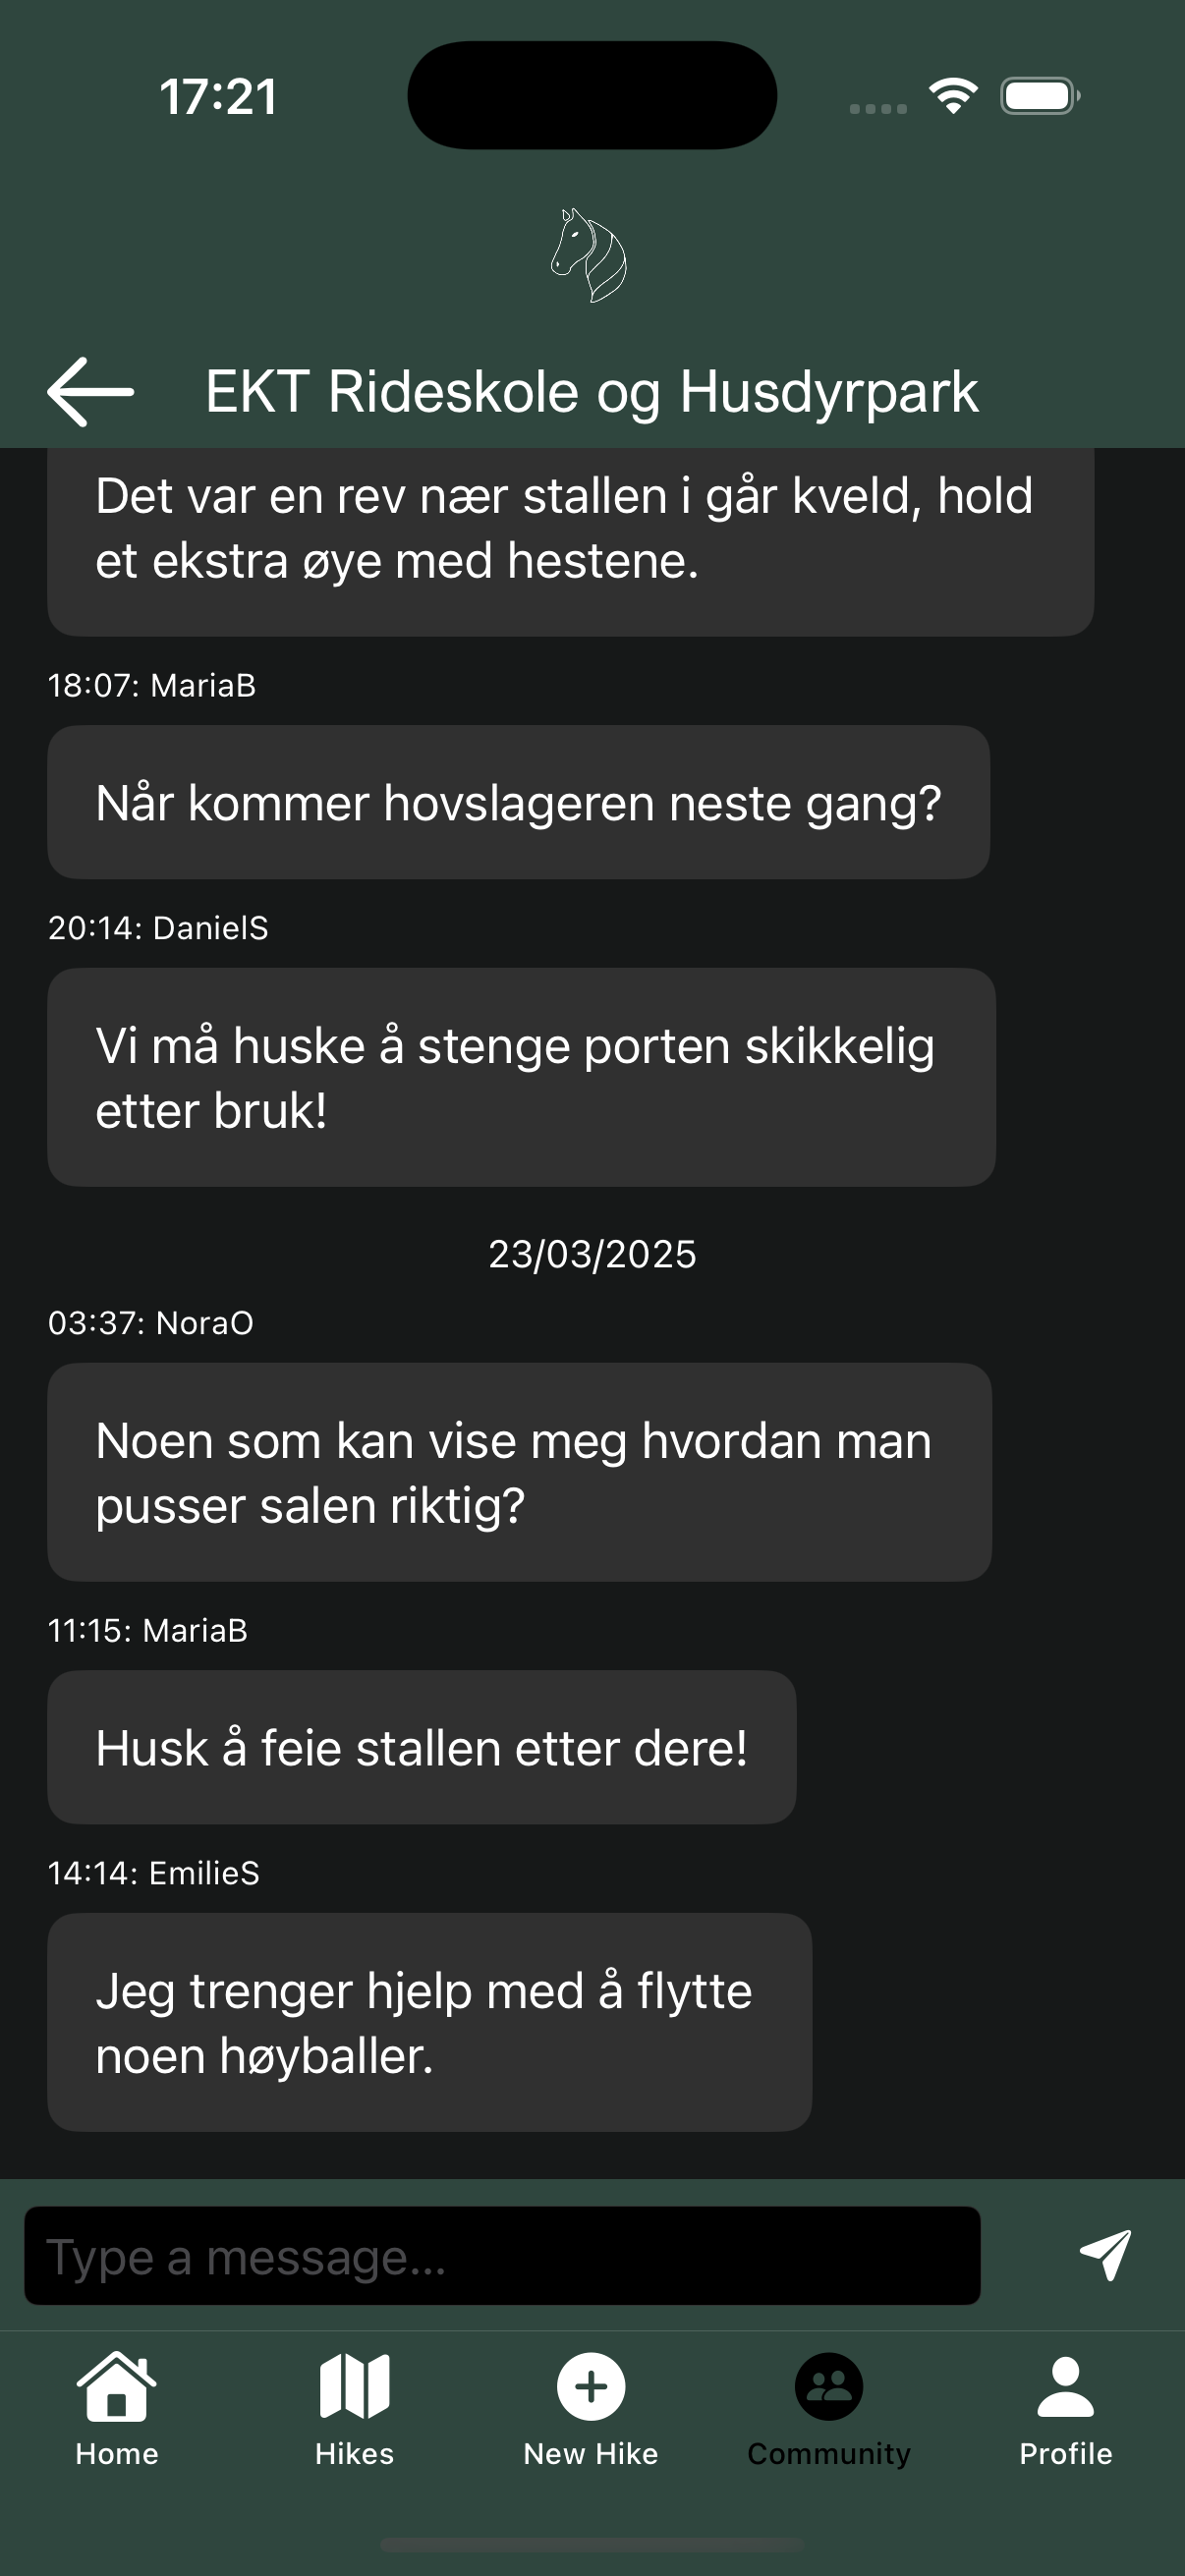 17:21
EKT Rideskole og Husdyrpark
Det var en rev nær stallen i går kveld, hold
et ekstra øye med hestene.
18:07: MariaB
Når kommer hovslageren neste gang?
20:14: DanielS
Vi må huske å stenge porten skikkelig
etter bruk!
23/03/2025
03:37: NoraO
Noen som kan vise meg hvordan man
pusser salen riktig?
11:15: MariaB
Husk å feie stallen etter dere!
14:14: EmilieS
Jeg trenger hjelp med å flytte
noen høyballer.
Type a message...
Home Hikes New Hike Community Profile